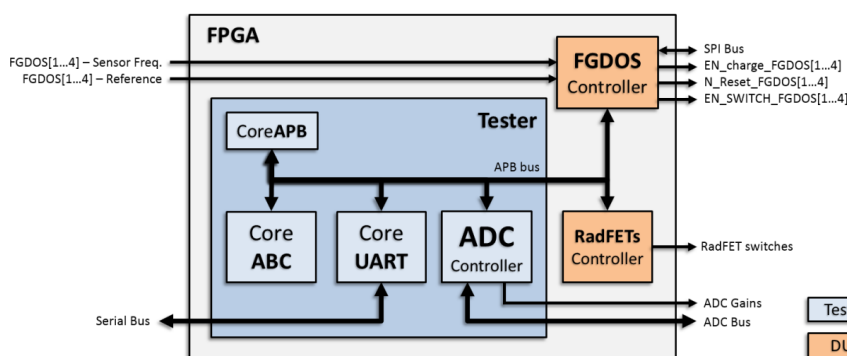 FPGA
FGDOS[1...4] – Sensor Freq.
FGDOS[1...4] – Reference
FGDOS
Controller
SPI Bus
EN_charge_FGDOS[1...4]
N_Reset_FGDOS[1...4]
EN_SWITCH_FGDOS[1...4]
Tester
CoreAPB
APB bus
Core
ABC
Core
UART
ADC
Controller
RadFETs
Controller
RadFET switches
Serial Bus
ADC Gains
ADC Bus
Tes
DU